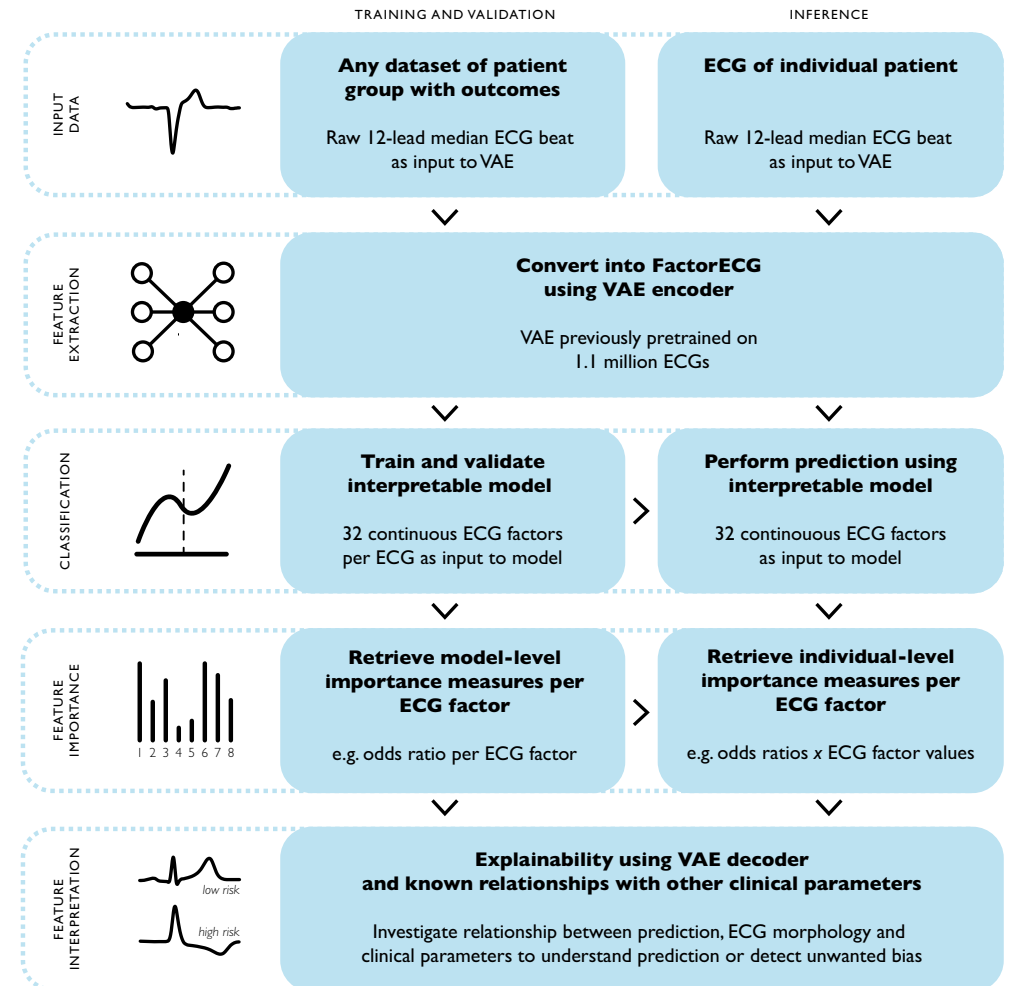 TRAINING AND VALIDATION
INFERENCE
INPUT
DATA
Any dataset of patient
group with outcomes
Raw 12-lead median ECG beat
as input to VAE
ECG of individual patient
Raw 12-lead median ECG beat
as input to VAE
FEATURE
EXTRACTION
Convert into FactorECG
using VAE encoder
VAE previously pretrained on
1.1 million ECGs
CLASSIFICATION
Train and validate
interpretable model
32 continuous ECG factors
per ECG as input to model
Perform prediction using
interpretable model
32 continouous ECG factors
as input to model
FEATURE
IMPORTANCE
1 2 3 4 5 6 7 8
Retrieve model-level
importance measures per
ECG factor
e.g. odds ratio per ECG factor
Retrieve individual-level
importance measures per
ECG factor
e.g. odds ratios x ECG factor values
FEATURE
INTERPRETATION
low risk
high risk
Explainability using VAE decoder
and known relationships with other clinical parameters
Investigate relationship between prediction, ECG morphology and
clinical parameters to understand prediction or detect unwanted bias